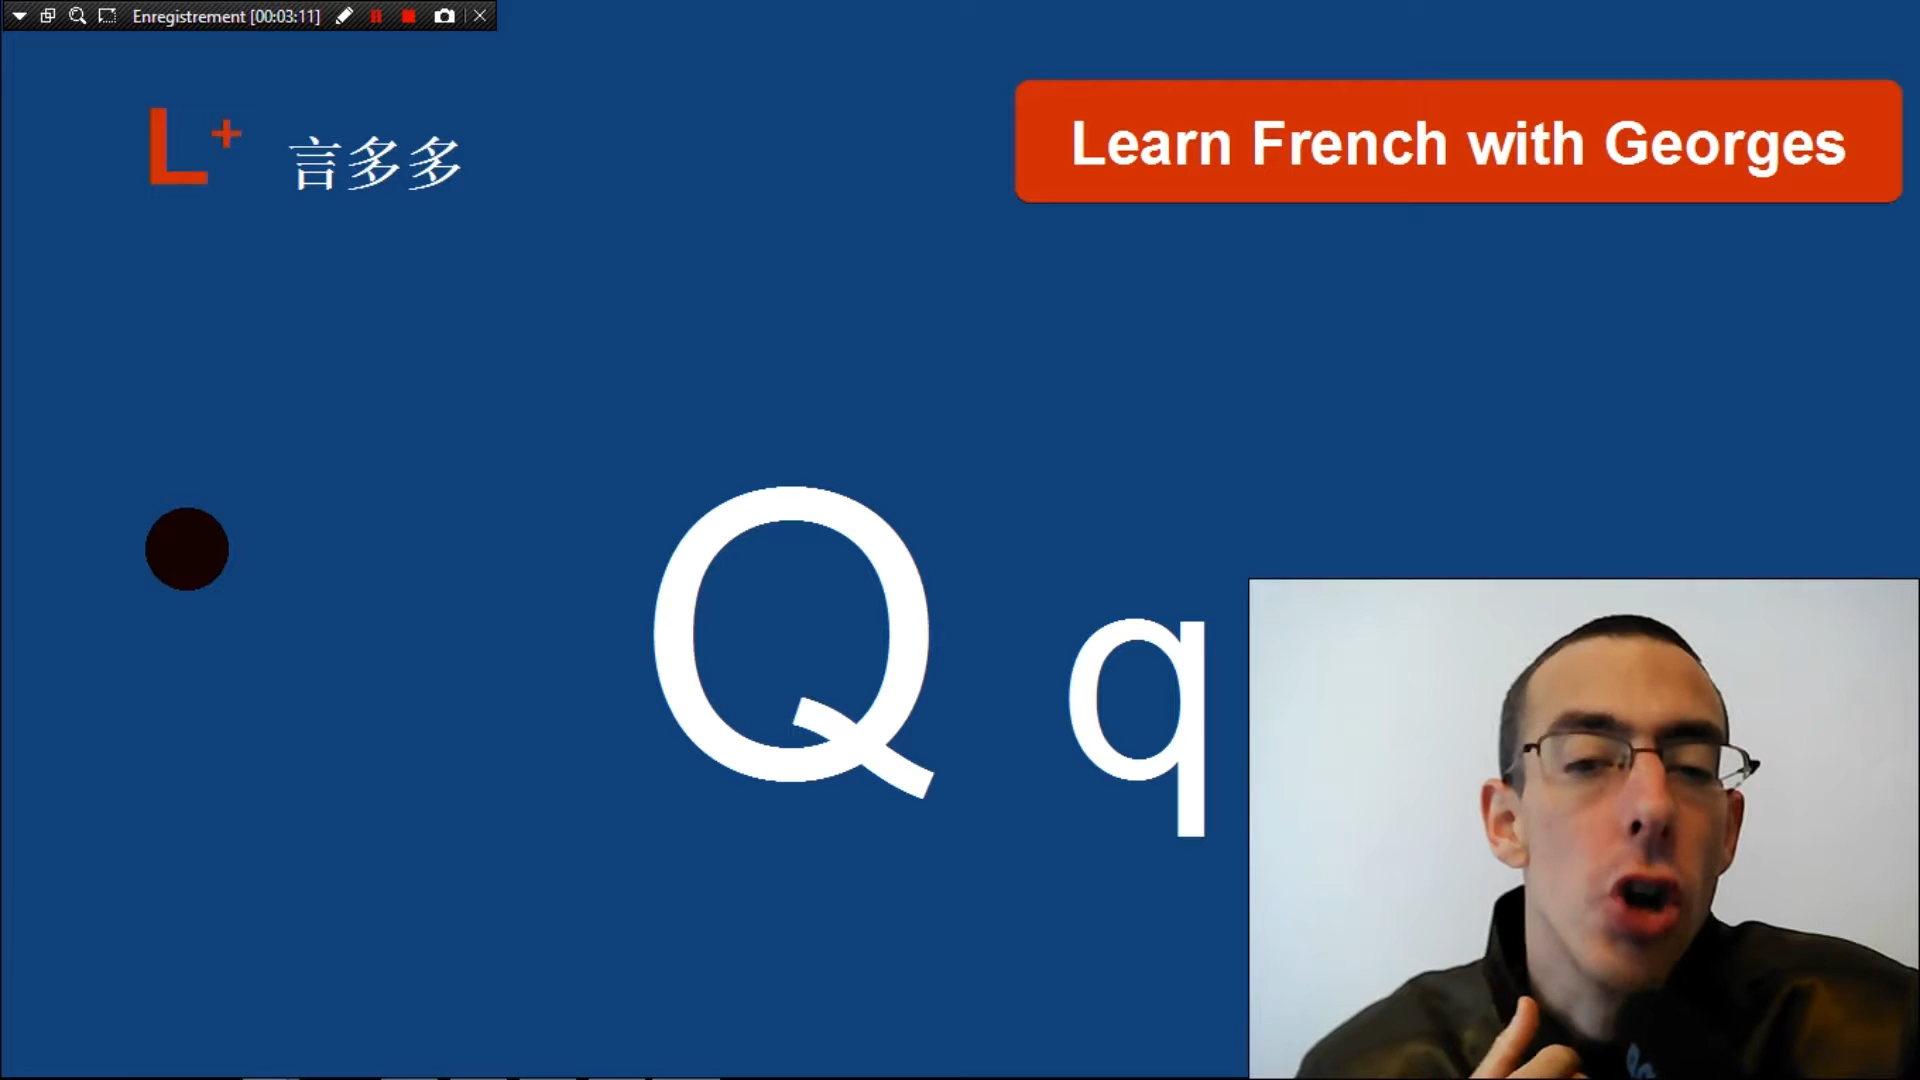 Enregistrement [00:03:11]
L+ 言多多
Learn French with Georges
Q q